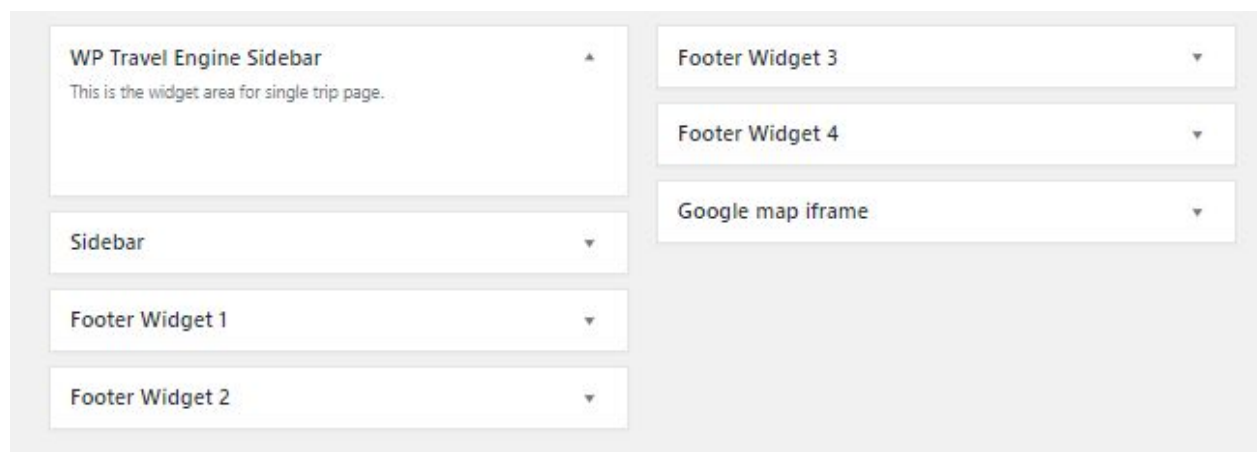 WP Travel Engine Sidebar
This is the widget area for single trip page.
Sidebar
Footer Widget 1
Footer Widget 2
Footer Widget 3
Footer Widget 4
Google map iframe